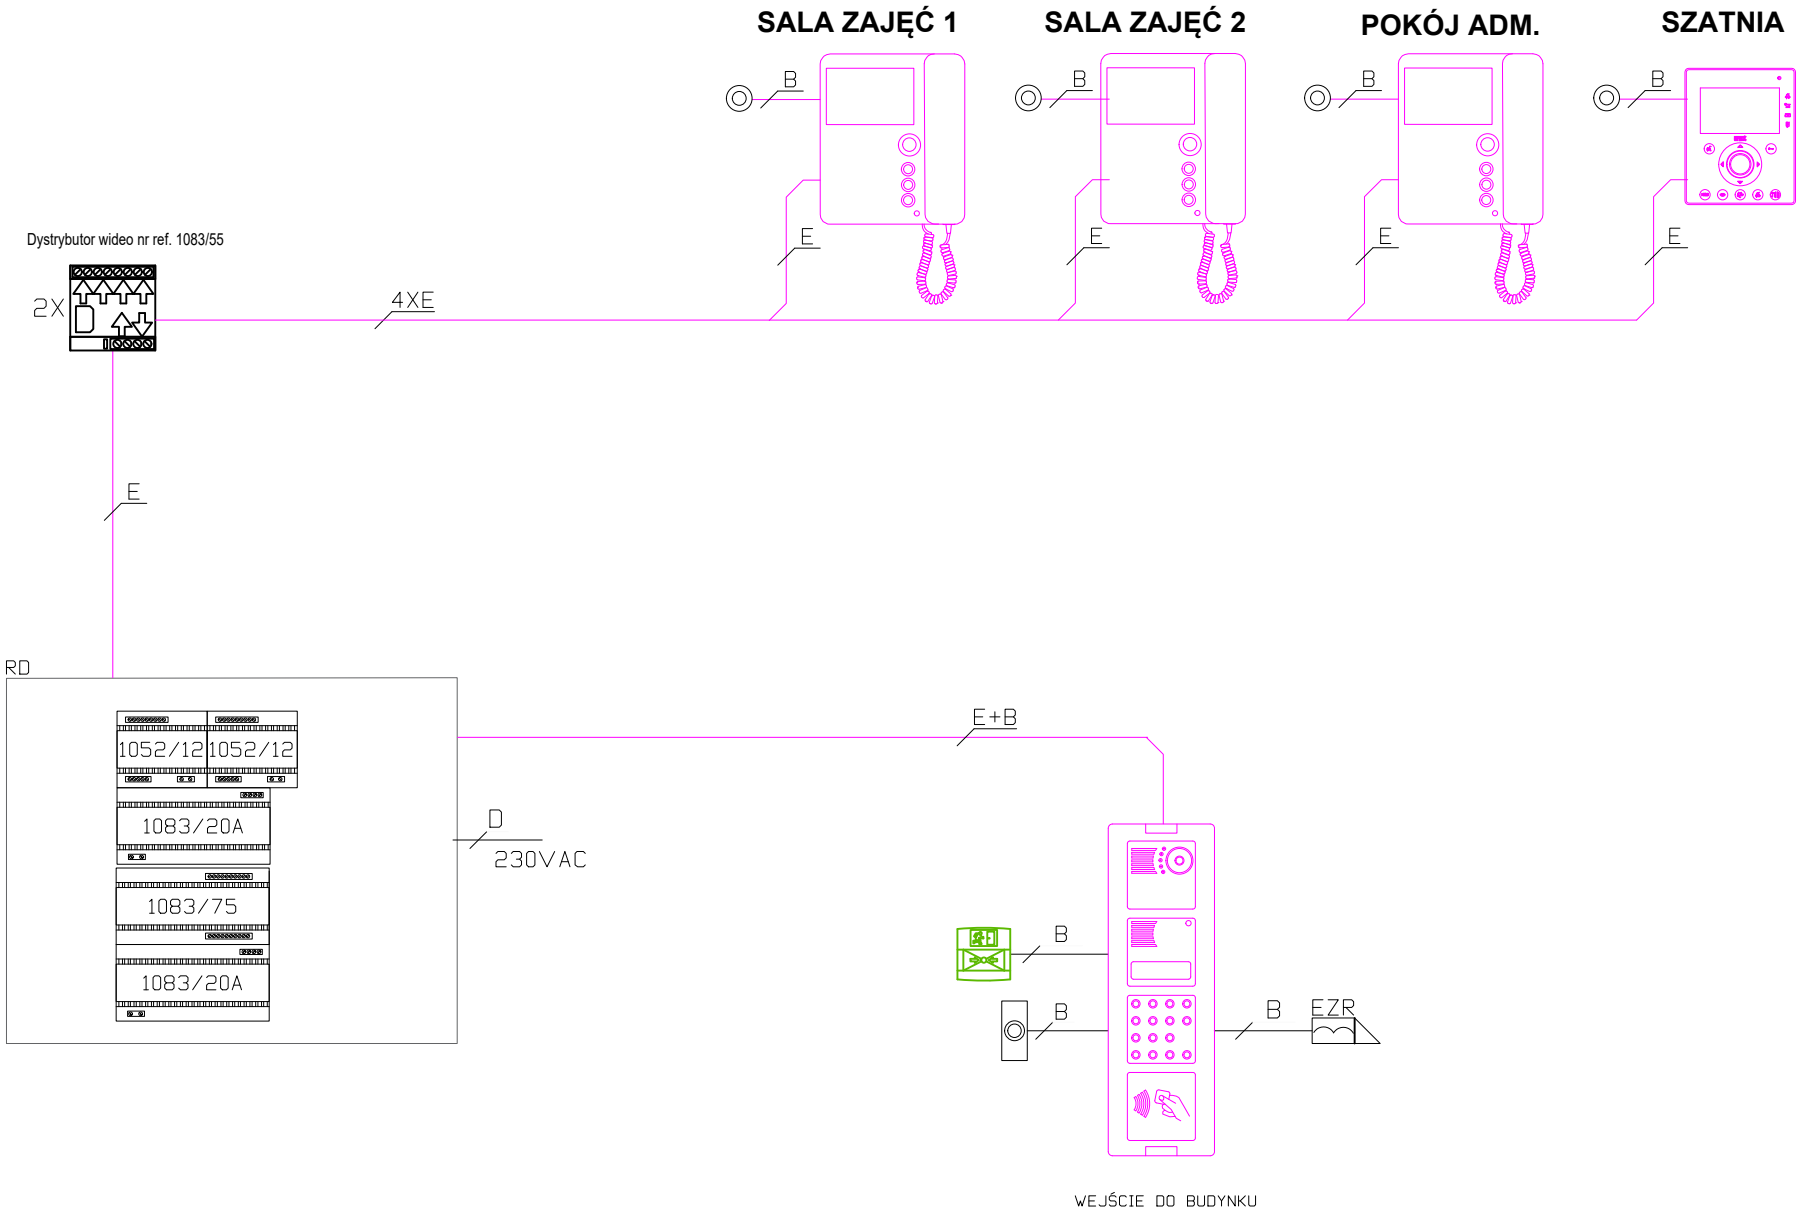 SALA ZAJĘĆ 1
SALA ZAJĘĆ 2
POKÓJ ADM.
SZATNIA
B
B
B
B
E
E
E
E
Dystrybutor wideo nr ref. 1083/55
2X
4XE
E
RD
1052/12
1052/12
1083/20A
1083/75
1083/20A
E+B
D
230VAC
B
B
B
EZR
WEJŚCIE DO BUDYNKU